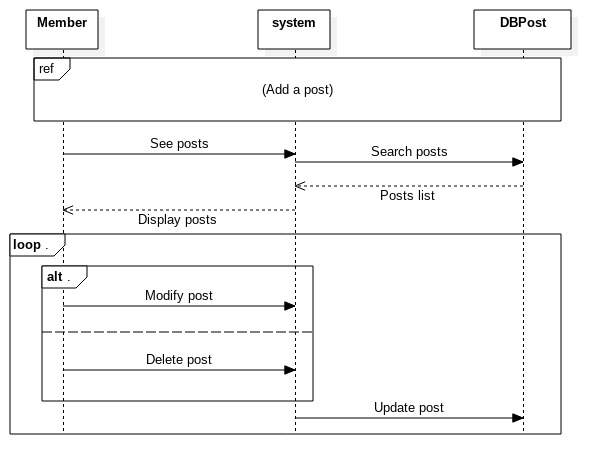 Member
system
DBPost
ref
(Add a post)
See posts
Search posts
Posts list
Display posts
loop .
alt .
Modify post
Delete post
Update post